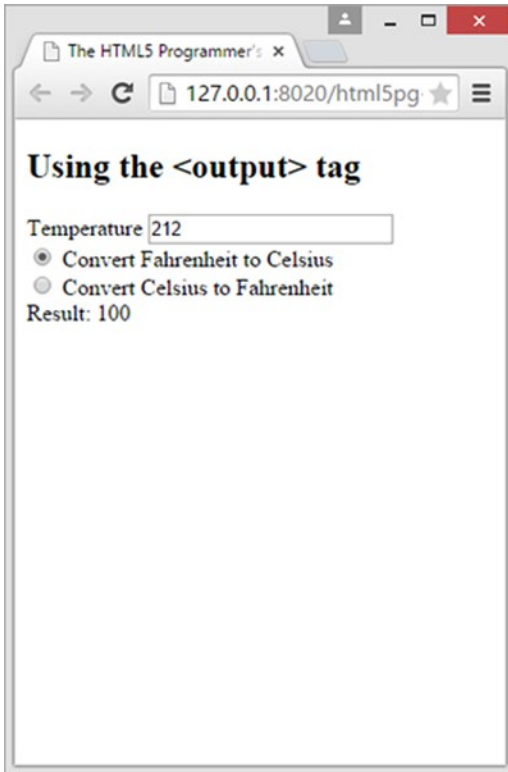 The HTML5 Programmer's
127.0.0.1:8020/html5pg-
Using the <output> tag
Temperature 212
Convert Fahrenheit to Celsius
Convert Celsius to Fahrenheit
Result: 100